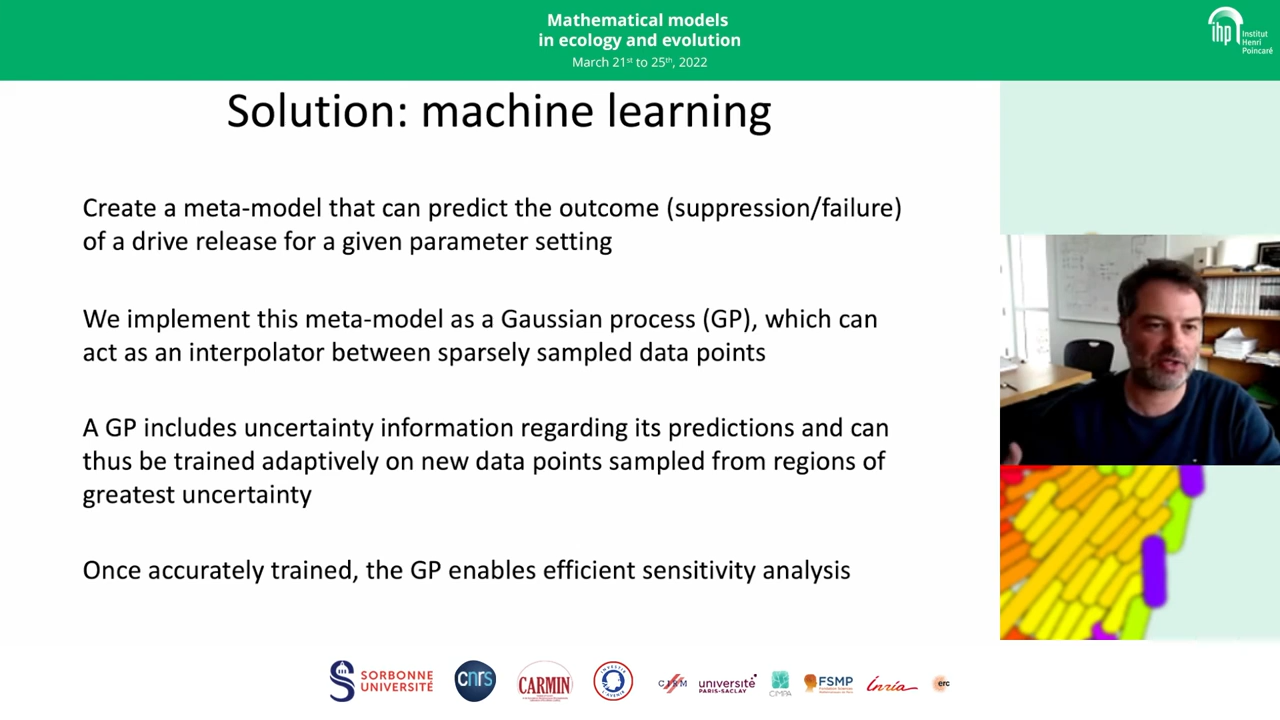 Mathematical models
in ecology and evolution
March 21st to 25th, 2022
ihp
Institut
Henri
Poincaré
Solution: machine learning
Create a meta-model that can predict the outcome (suppression/failure)
of a drive release for a given parameter setting
We implement this meta-model as a Gaussian process (GP), which can
act as an interpolator between sparsely sampled data points
A GP includes uncertainty information regarding its predictions and can
thus be trained adaptively on new data points sampled from regions of
greatest uncertainty
Once accurately trained, the GP enables efficient sensitivity analysis
SORBONNE
UNIVERSITÉ
cnrs
CARMIN
université
PARIS-SACLAY
CIMPA
FSMP
Inria
erc